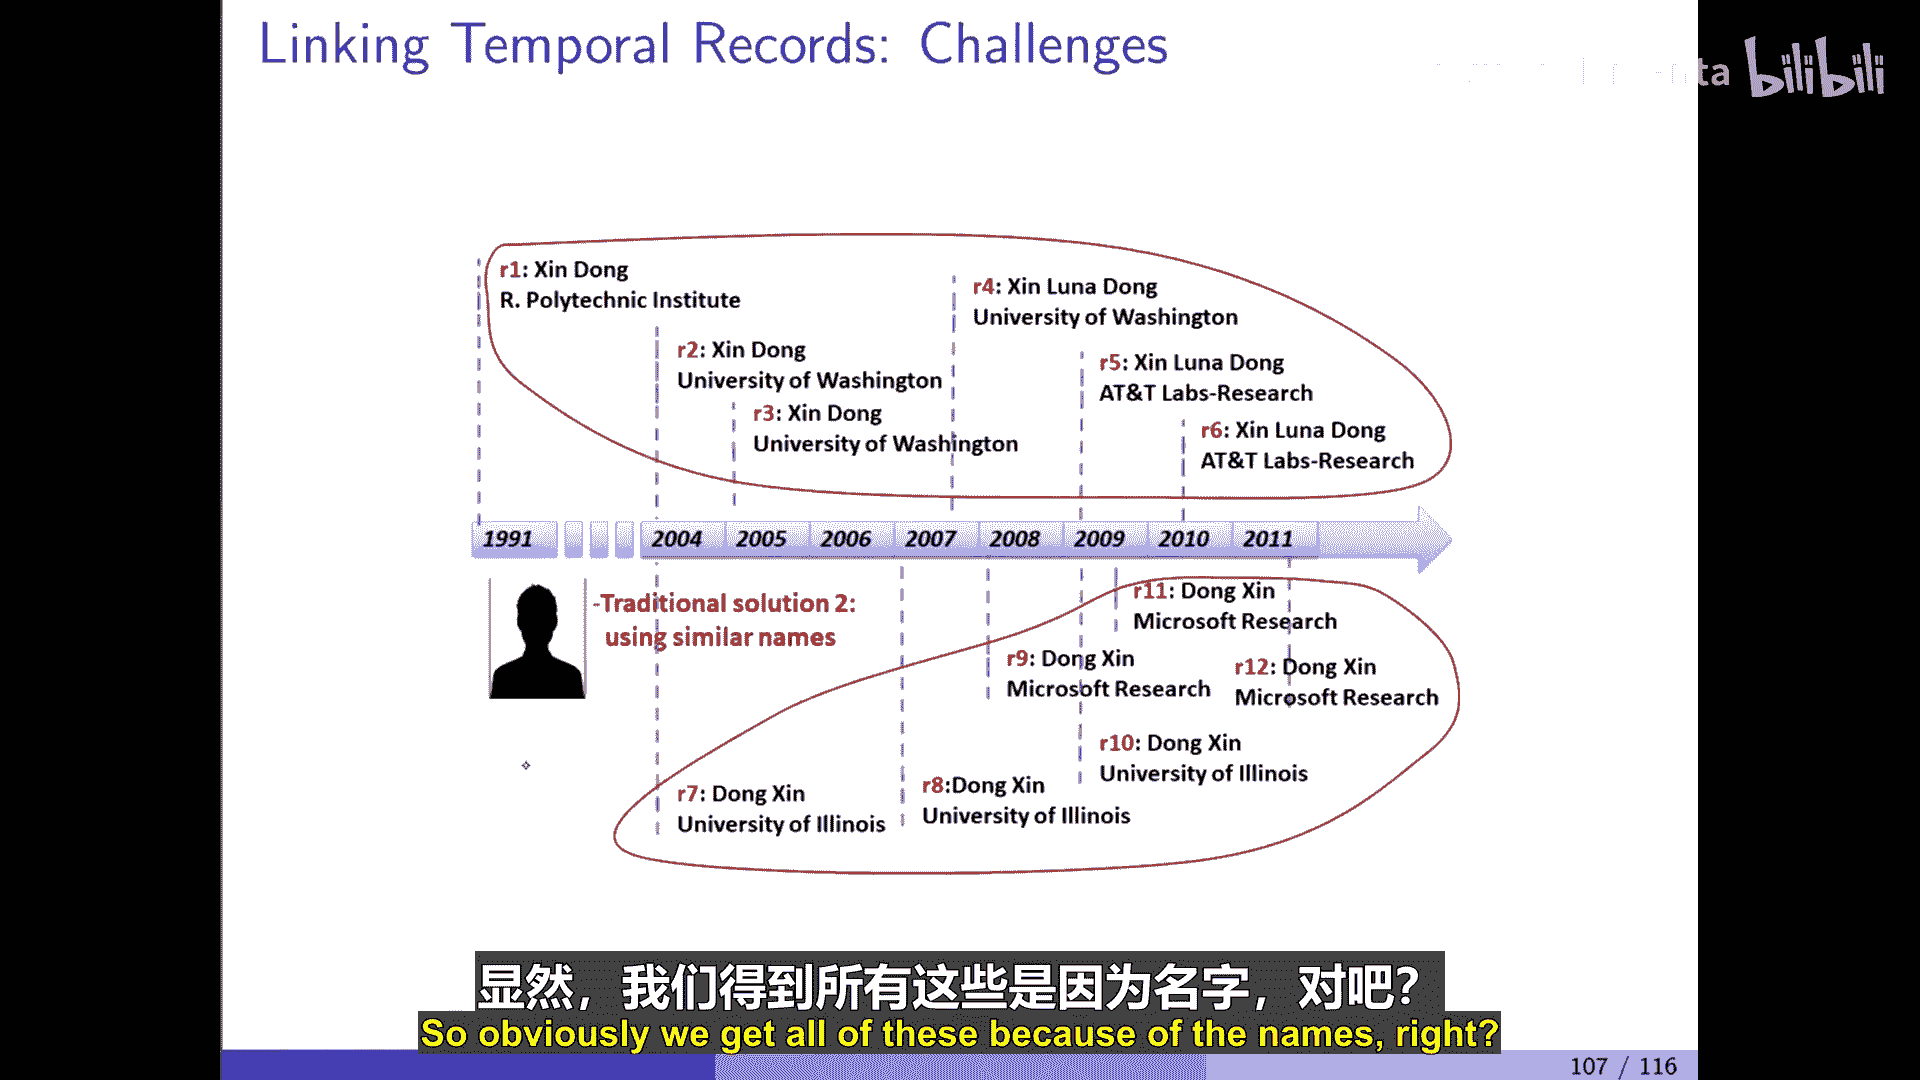 Linking Temporal Records: Challenges
ta bilibili
r1: Xin Dong
R. Polytechnic Institute
r2: Xin Dong
University of Washington
r3: Xin Dong
University of Washington
r4: Xin Luna Dong
University of Washington
r5: Xin Luna Dong
AT&T Labs-Research
r6: Xin Luna Dong
AT&T Labs-Research
1991 2004 2005 2006 2007 2008 2009 2010 2011
-Traditional solution 2:
using similar names
r11: Dong Xin
Microsoft Research
r9: Dong Xin
Microsoft Research
r12: Dong Xin
Microsoft Research
r10: Dong Xin
University of Illinois
r7: Dong Xin
University of Illinois
r8:Dong Xin
University of Illinois
显然，我们得到所有这些是因为名字，对吧？
So obviously we get all of these because of the names, right?
107 / 116